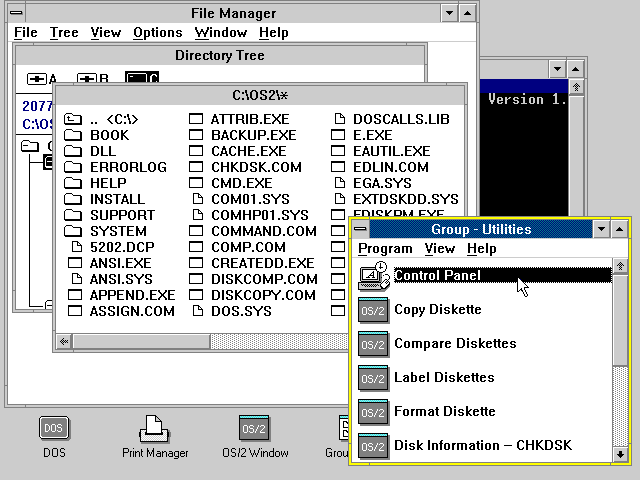 File Manager
File Tree View Options Window Help
Directory Tree
A B C
2077
C:\OS
C:\OS2\*
.. <C:\>
BOOK
DLL
ERRORLOG
HELP
INSTALL
SUPPORT
SYSTEM
5202.DCP
ANSI.EXE
ANSI.SYS
APPEND.EXE
ASSIGN.COM
ATTRIB.EXE
BACKUP.EXE
CACHE.EXE
CHKDSK.COM
CMD.EXE
COM01.SYS
COMHP01.SYS
COMMAND.COM
COMP.COM
CREATEDD.EXE
DISKCOMP.COM
DISKCOPY.COM
DOS.SYS
DOSCALLS.LIB
E.EXE
EAUTIL.EXE
EDLIN.COM
EGA.SYS
EXTDSKDD.SYS
Version 1.
Group - Utilities
Program View Help
Control Panel
OS/2 Copy Diskette
OS/2 Compare Diskettes
OS/2 Label Diskettes
OS/2 Format Diskette
OS/2 Disk Information – CHKDSK
DOS
OS/2
DOS
Print Manager
OS/2 Window